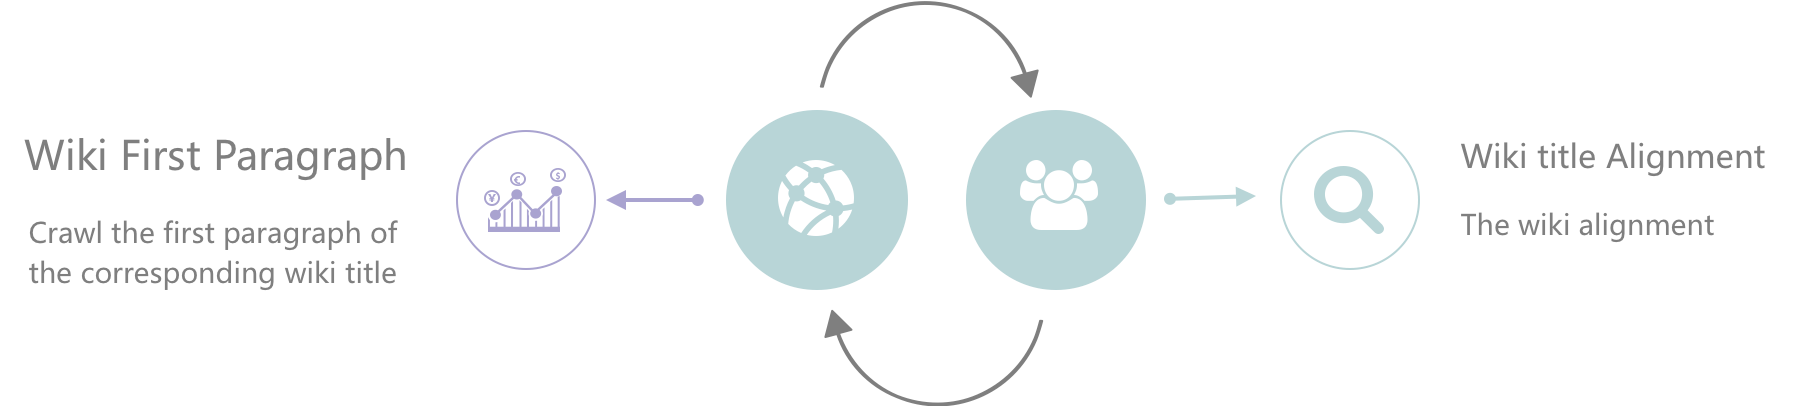 Wiki First Paragraph
Crawl the first paragraph of
the corresponding wiki title
¥
€
$
Wiki title Alignment
The wiki alignment